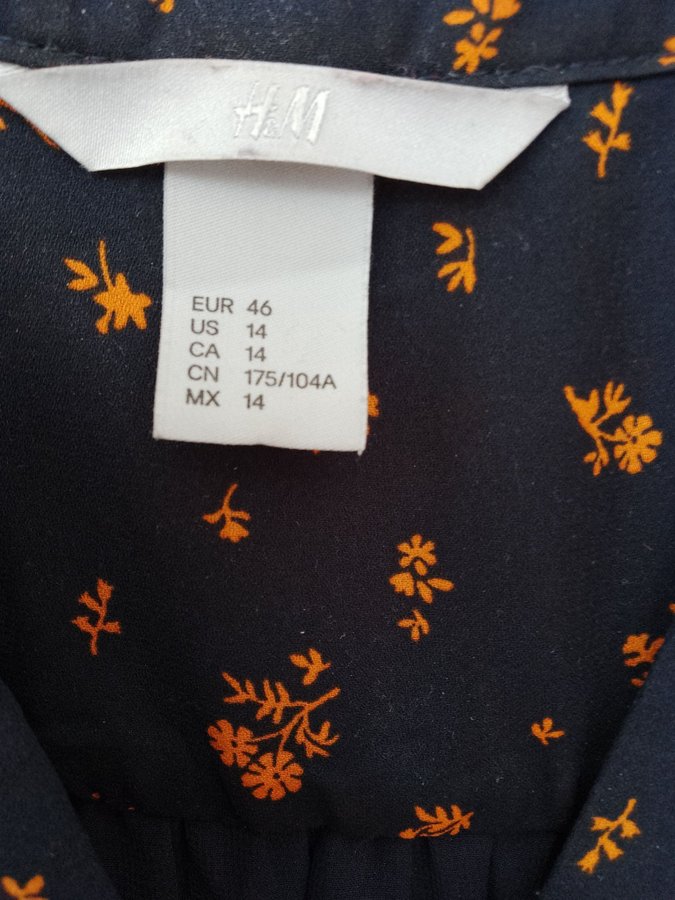 H&M
EUR 46
US 14
CA 14
CN 175/104A
MX 14